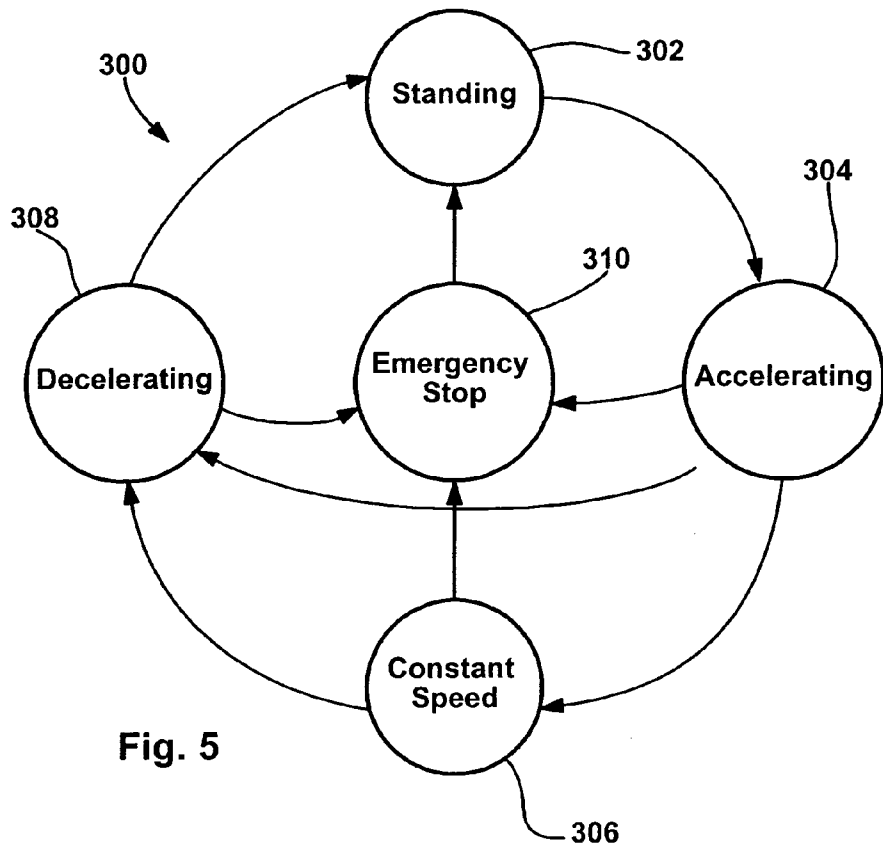 302
300
Standing
304
308
310
Decelerating
Emergency
Stop
Accelerating
Constant
Speed
Fig. 5
306